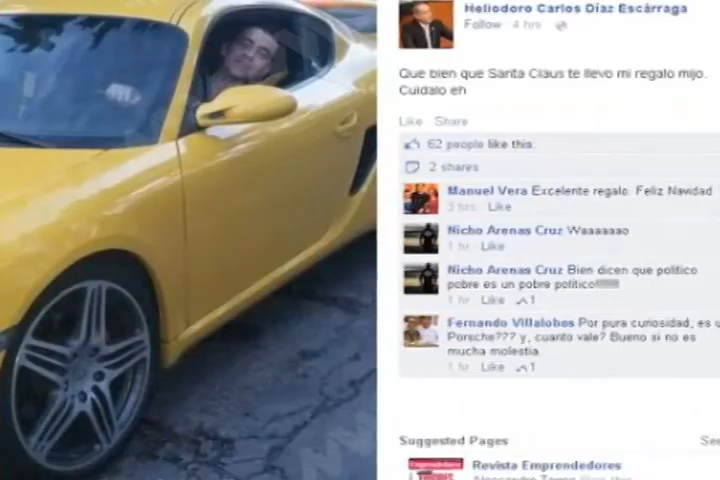 Heliodoro Carlos Díaz Escárraga
Follow · 4 hrs ·
Que bien que Santa Claus te llevo mi regalo mijo.
Cuidalo eh
Like Share
62 people like this.
2 shares
Manuel Vera Excelente regalo. Feliz Navidad
3 hrs · Like
Nicho Arenas Cruz Waaaaaao
1 hr · Like
Nicho Arenas Cruz Bien dicen que politico
pobre es un pobre politico!!!!!!!!!
1 hr · Like · 1
Fernando Villalobos Por pura curiosidad, es u
Porsche??? y, cuanto vale? Bueno si no es
mucha molestia.
1 hr · Like · 1
Suggested Pages See
Revista Emprendedores